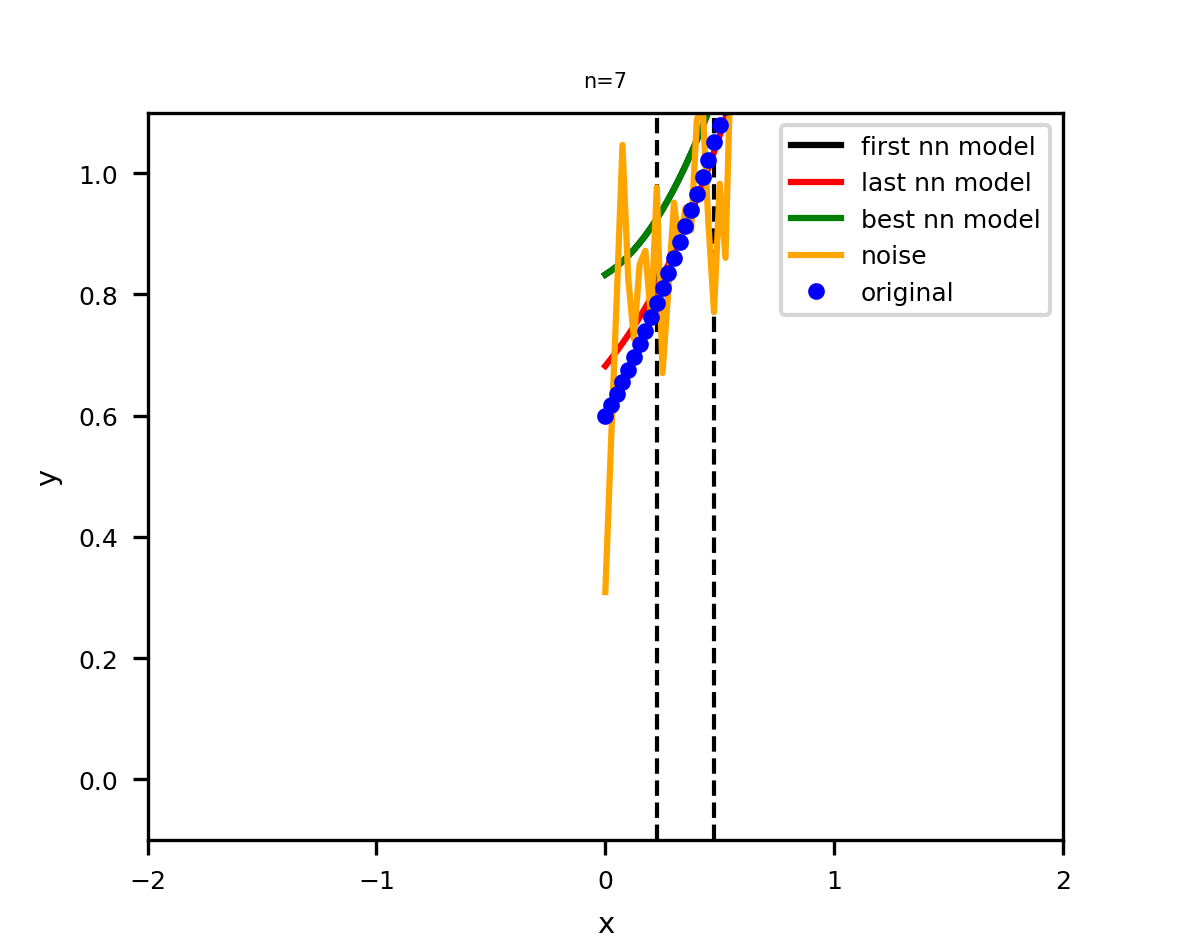 n=7
first nn model
last nn model
best nn model
noise
original
1.0
0.8
0.6
0.4
0.2
0.0
y
−2
−1
0
1
2
x